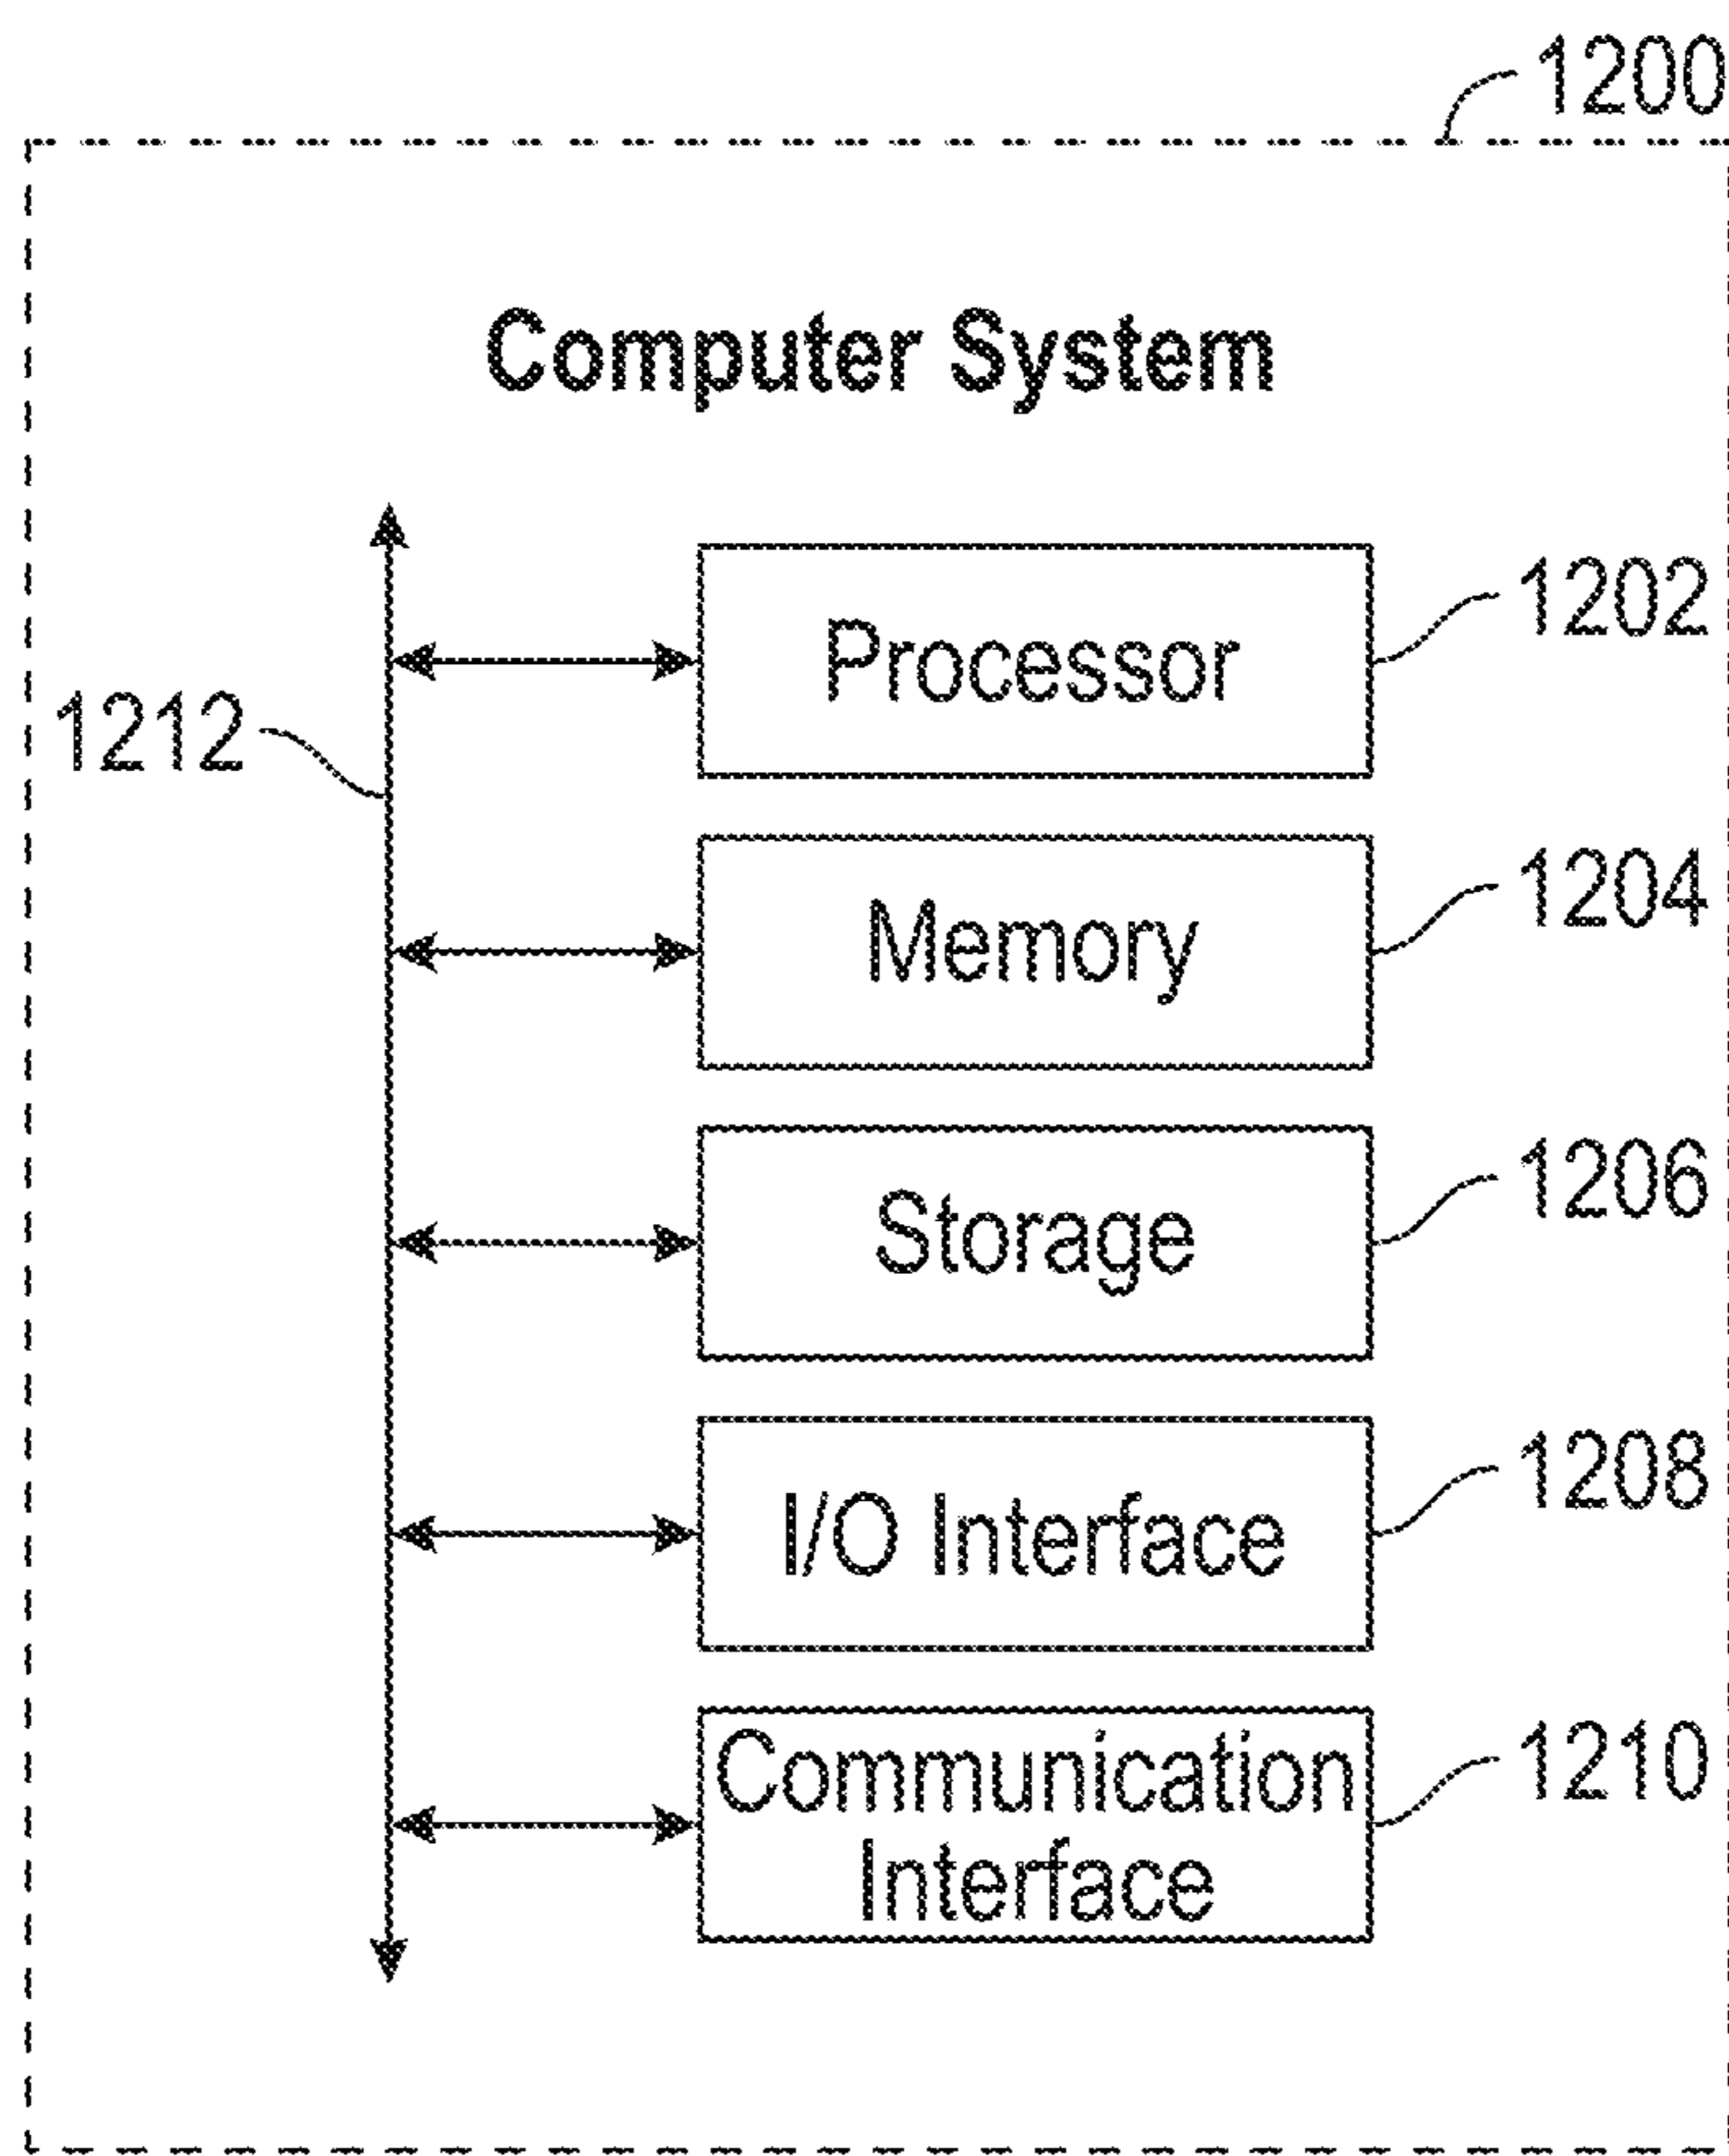 1200
Computer System
Processor
1202
1212
Memory
1204
Storage
1206
I/O Interface
1208
Communication
Interface
1210